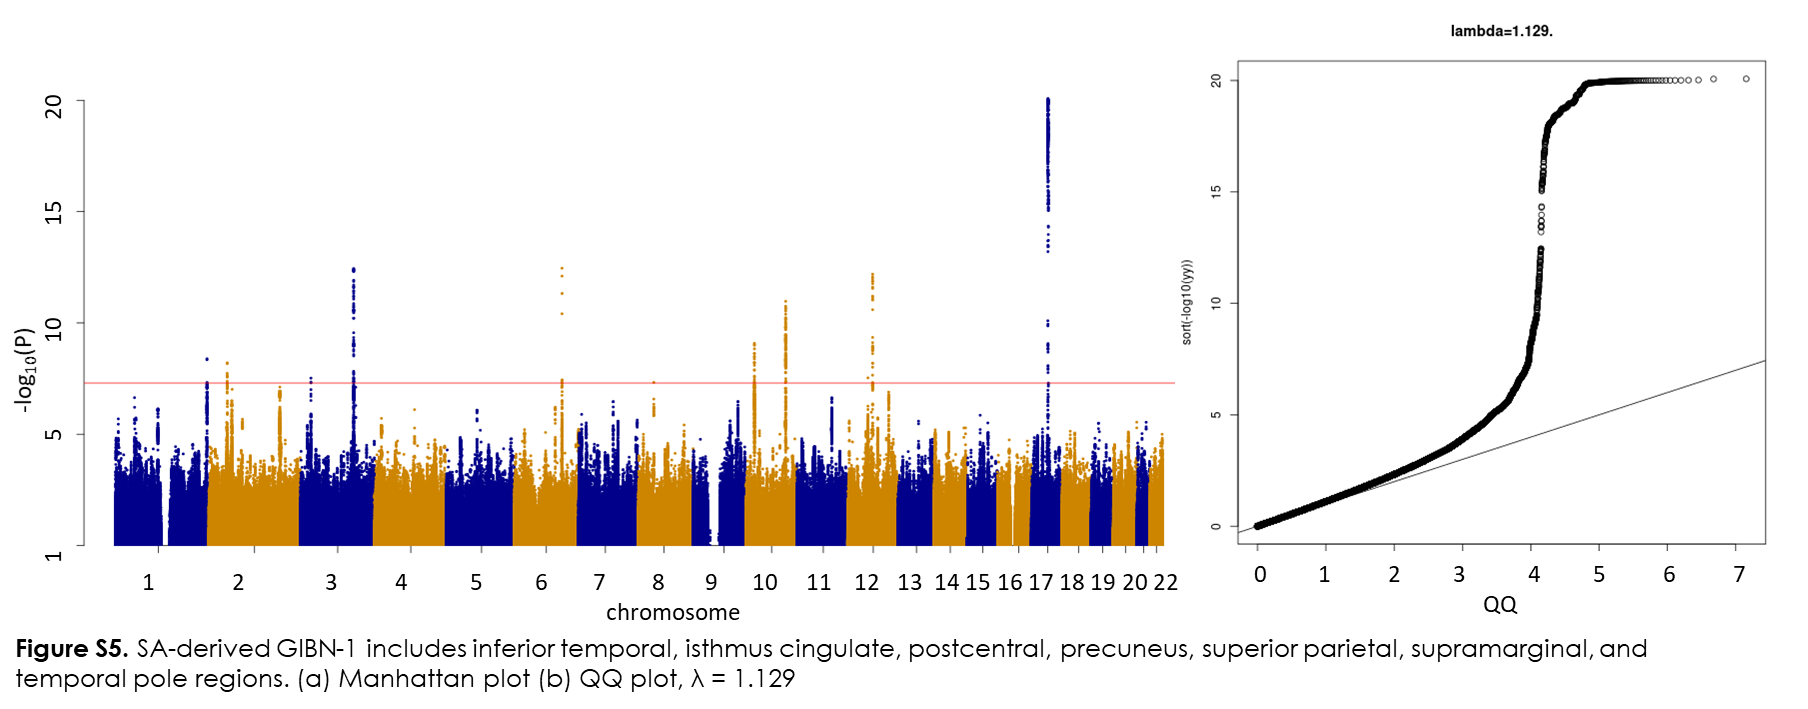 lambda=1.129.
20
15
10
5
1
-log10(P)
1 2 3 4 5 6 7 8 9 10 11 12 13 14 15 16 17 18 19 20 22
chromosome
20
15
10
5
0
sort(-log10(yy))
0 1 2 3 4 5 6 7
QQ
Figure S5. SA-derived GIBN-1 includes inferior temporal, isthmus cingulate, postcentral, precuneus, superior parietal, supramarginal, and
temporal pole regions. (a) Manhattan plot (b) QQ plot, λ = 1.129